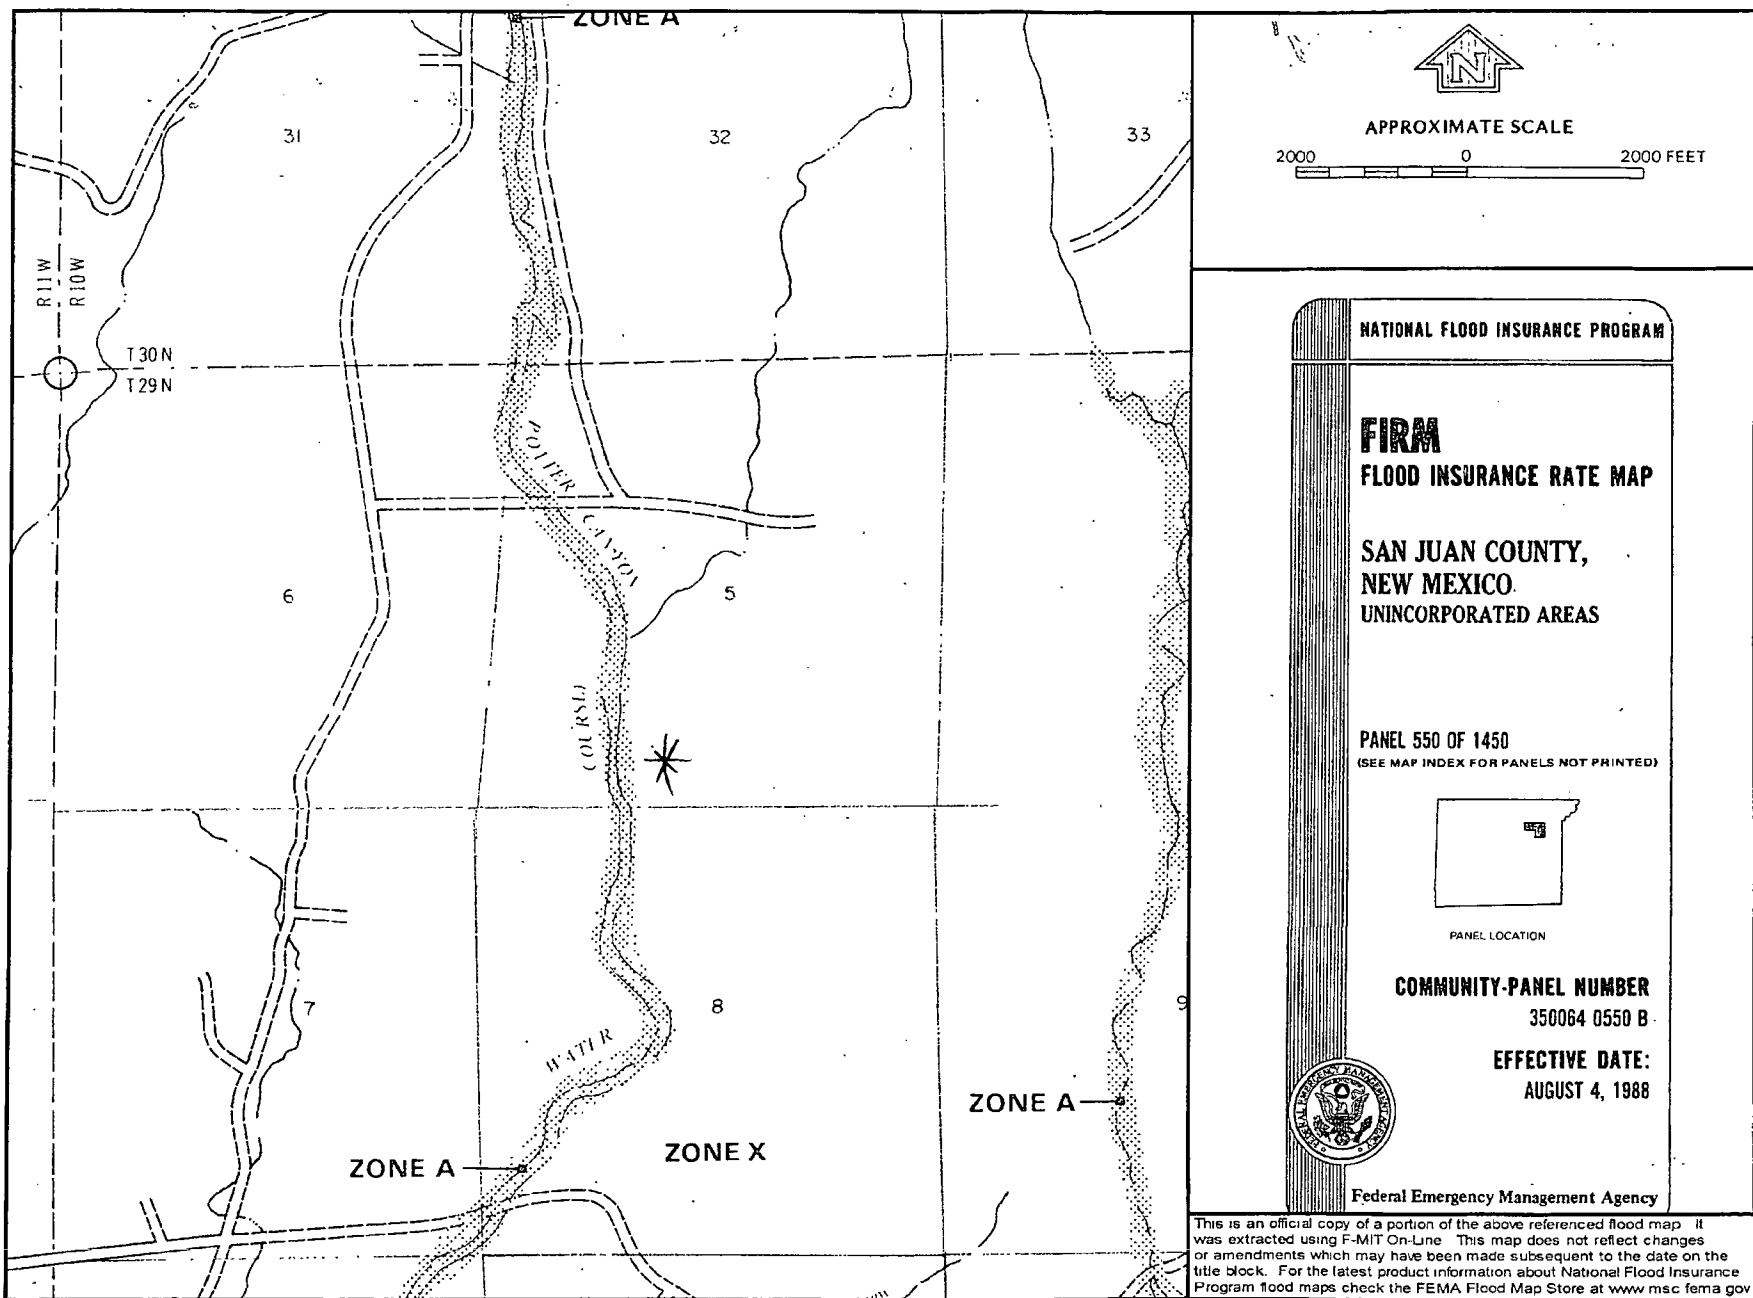 ZONE A
31
32
33
R11W
R10W
T30N
T29N
POTTER CANYON
6
5
7
8
9
WATER
ZONE A
ZONE A
ZONE X
N
APPROXIMATE SCALE
2000 0 2000 FEET
NATIONAL FLOOD INSURANCE PROGRAM
FIRM
FLOOD INSURANCE RATE MAP
SAN JUAN COUNTY,
NEW MEXICO
UNINCORPORATED AREAS
PANEL 550 OF 1450
(SEE MAP INDEX FOR PANELS NOT PRINTED)
PANEL LOCATION
COMMUNITY-PANEL NUMBER
350064 0550 B
EFFECTIVE DATE:
AUGUST 4, 1988
FEDERAL EMERGENCY MANAGEMENT AGENCY
Federal Emergency Management Agency
This is an official copy of a portion of the above referenced flood map It
was extracted using F-MIT On-Line This map does not reflect changes
or amendments which may have been made subsequent to the date on the
title block. For the latest product information about National Flood Insurance
Program flood maps check the FEMA Flood Map Store at www msc fema gov